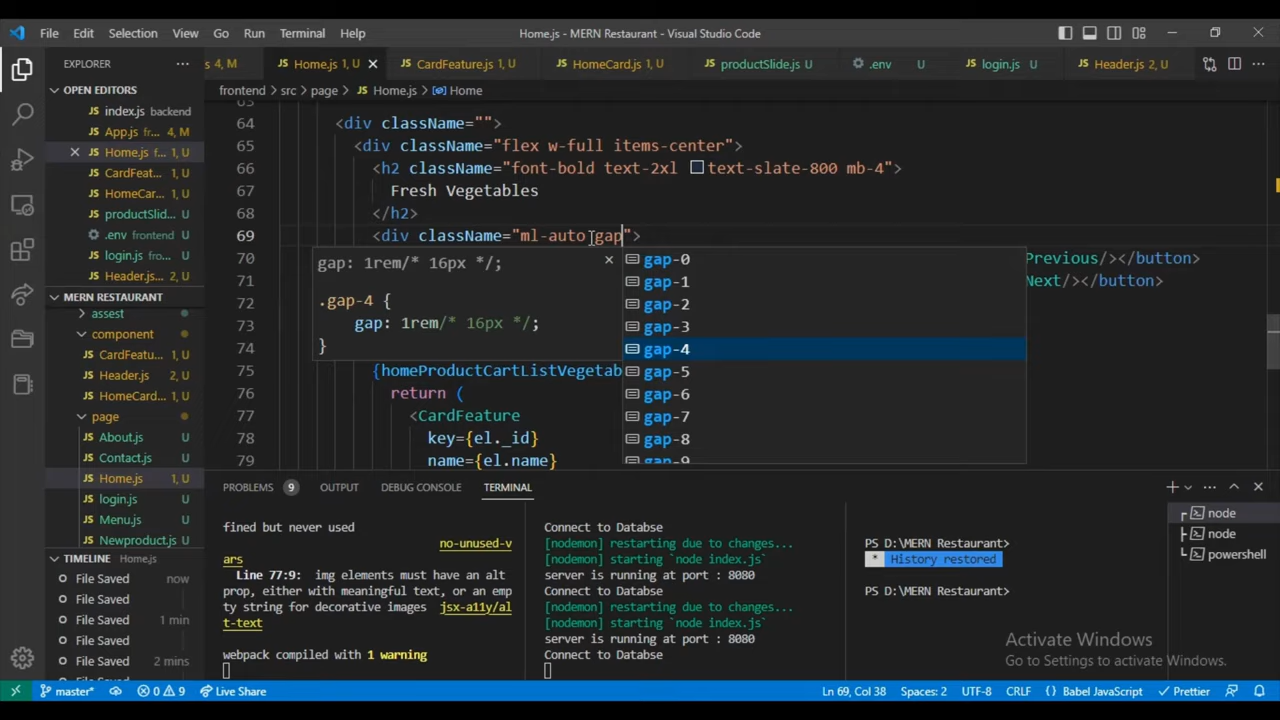 File Edit Selection View Go Run Terminal Help
Home.js - MERN Restaurant - Visual Studio Code
EXPLORER
OPEN EDITORS
index.js backend
App.js fr... 4, M
Home.js f... 1, U
CardFeat... 1, U
HomeCar... 1, U
productSlid... U
.env frontend U
login.js fr... U
Header.js... 2, U
MERN RESTAURANT
assest
component
CardFeatu... 1, U
Header.js 2, U
HomeCard... 1, U
page
About.js U
Contact.js U
Home.js 1, U
login.js U
Menu.js U
Newproduct.js U
TIMELINE Home.js
File Saved now
File Saved
File Saved 1 min
File Saved
File Saved 2 mins
4, M
Home.js 1, U
CardFeature.js 1, U
HomeCard.js 1, U
productSlide.js U
.env U
login.js U
Header.js 2, U
frontend > src > page > Home.js > Home
64 <div className="">
65 <div className="flex w-full items-center">
66 <h2 className="font-bold text-2xl text-slate-800 mb-4">
67 Fresh Vegetables
68 </h2>
69 <div className="ml-auto gap">
70 Previous/></button>
71 Next/></button>
72
73
74
75 {homeProductCartListVegetab
76 return (
77 <CardFeature
78 key={el._id}
79 name={el.name}
gap: 1rem/* 16px */;
.gap-4 {
gap: 1rem/* 16px */;
}
gap-0
gap-1
gap-2
gap-3
gap-4
gap-5
gap-6
gap-7
gap-8
gap-9
PROBLEMS 9 OUTPUT DEBUG CONSOLE TERMINAL
fined but never used
no-unused-v
ars
Line 77:9: img elements must have an alt
prop, either with meaningful text, or an emp
ty string for decorative images jsx-a11y/al
t-text
webpack compiled with 1 warning
Connect to Databse
[nodemon] restarting due to changes...
[nodemon] starting `node index.js`
server is running at port : 8080
Connect to Databse
[nodemon] restarting due to changes...
[nodemon] starting `node index.js`
server is running at port : 8080
Connect to Databse
PS D:\MERN Restaurant>
* History restored
PS D:\MERN Restaurant>
node
node
powershell
Activate Windows
Go to Settings to activate Windows.
master* 0 9 Live Share
Ln 69, Col 38 Spaces: 2 UTF-8 CRLF {} Babel JavaScript Prettier